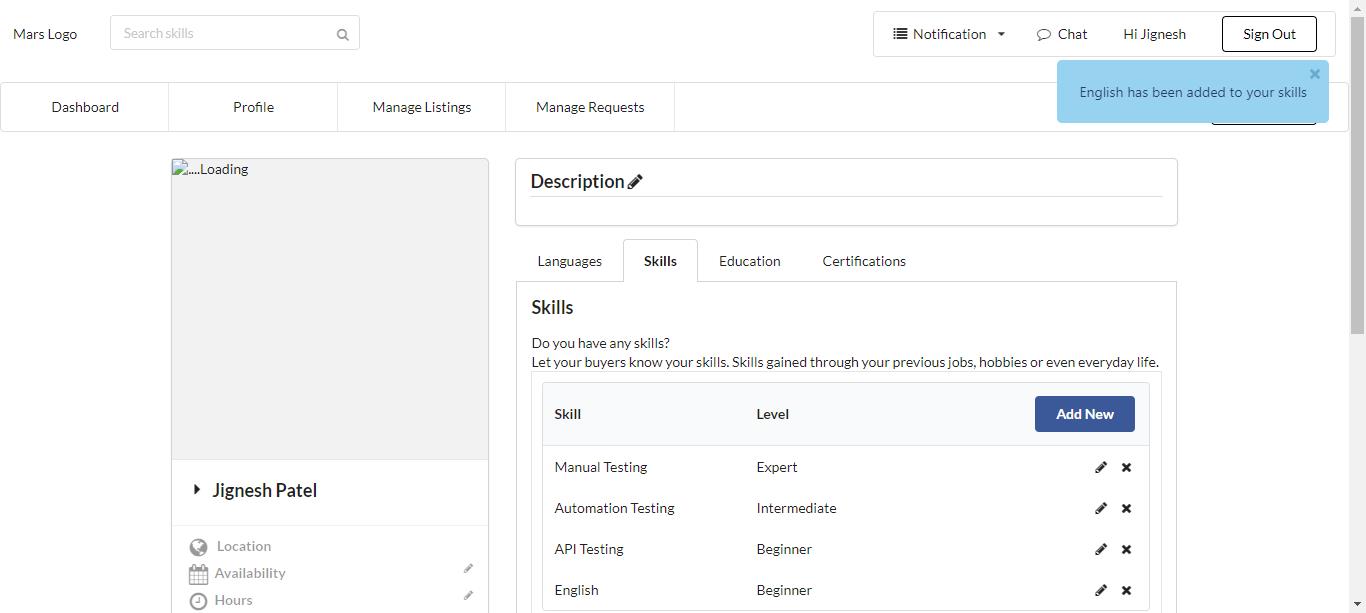 Mars Logo
Search skills
Notification
Chat
Hi Jignesh
Sign Out
English has been added to your skills
Dashboard
Profile
Manage Listings
Manage Requests
....Loading
Description
Languages
Skills
Education
Certifications
Skills
Do you have any skills?
Let your buyers know your skills. Skills gained through your previous jobs, hobbies or even everyday life.
Skill Level Add New
Manual Testing Expert
Automation Testing Intermediate
API Testing Beginner
English Beginner
Jignesh Patel
Location
Availability
Hours